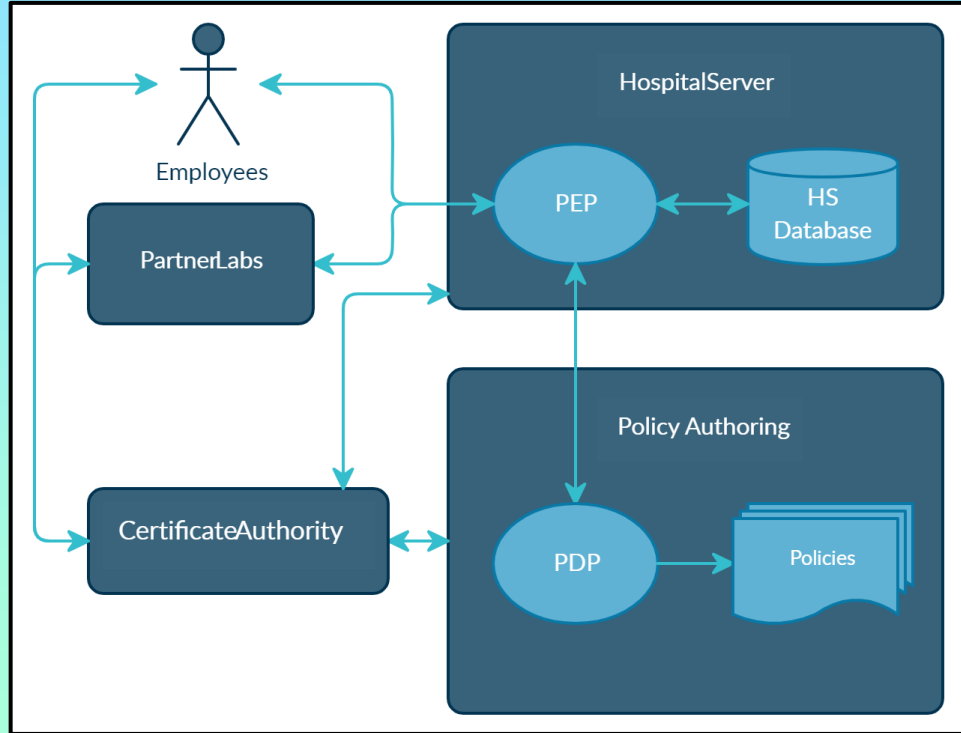 Employees
HospitalServer
PEP
HS
Database
PartnerLabs
Policy Authoring
CertificateAuthority
PDP
Policies